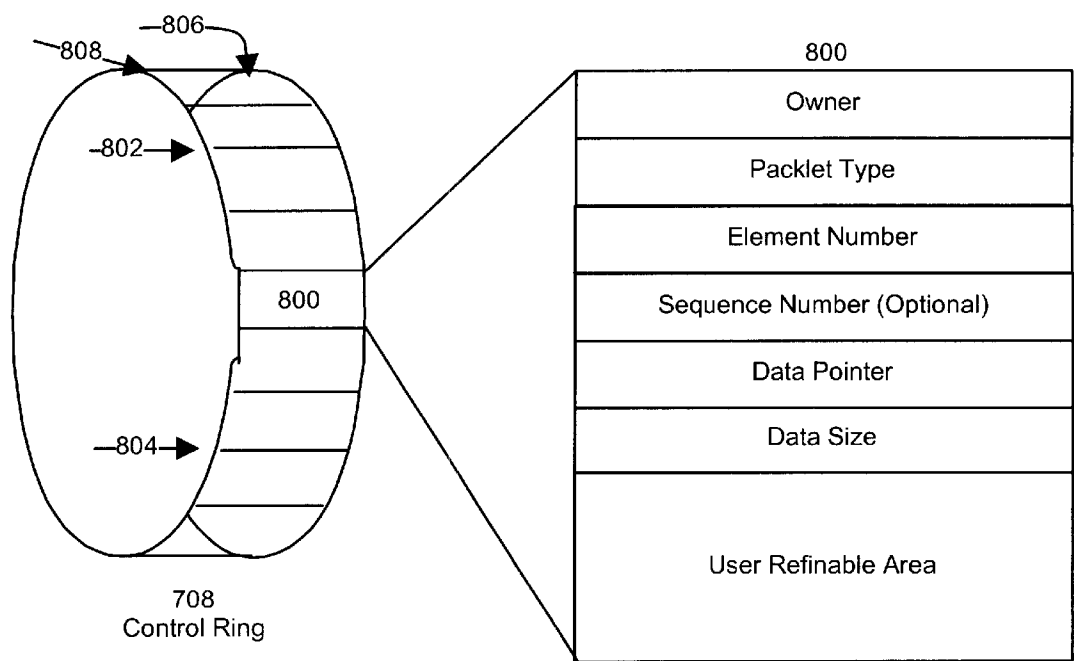 806
808
802
800
804
708
Control Ring
800
Owner
Packlet Type
Element Number
Sequence Number (Optional)
Data Pointer
Data Size
User Refinable Area